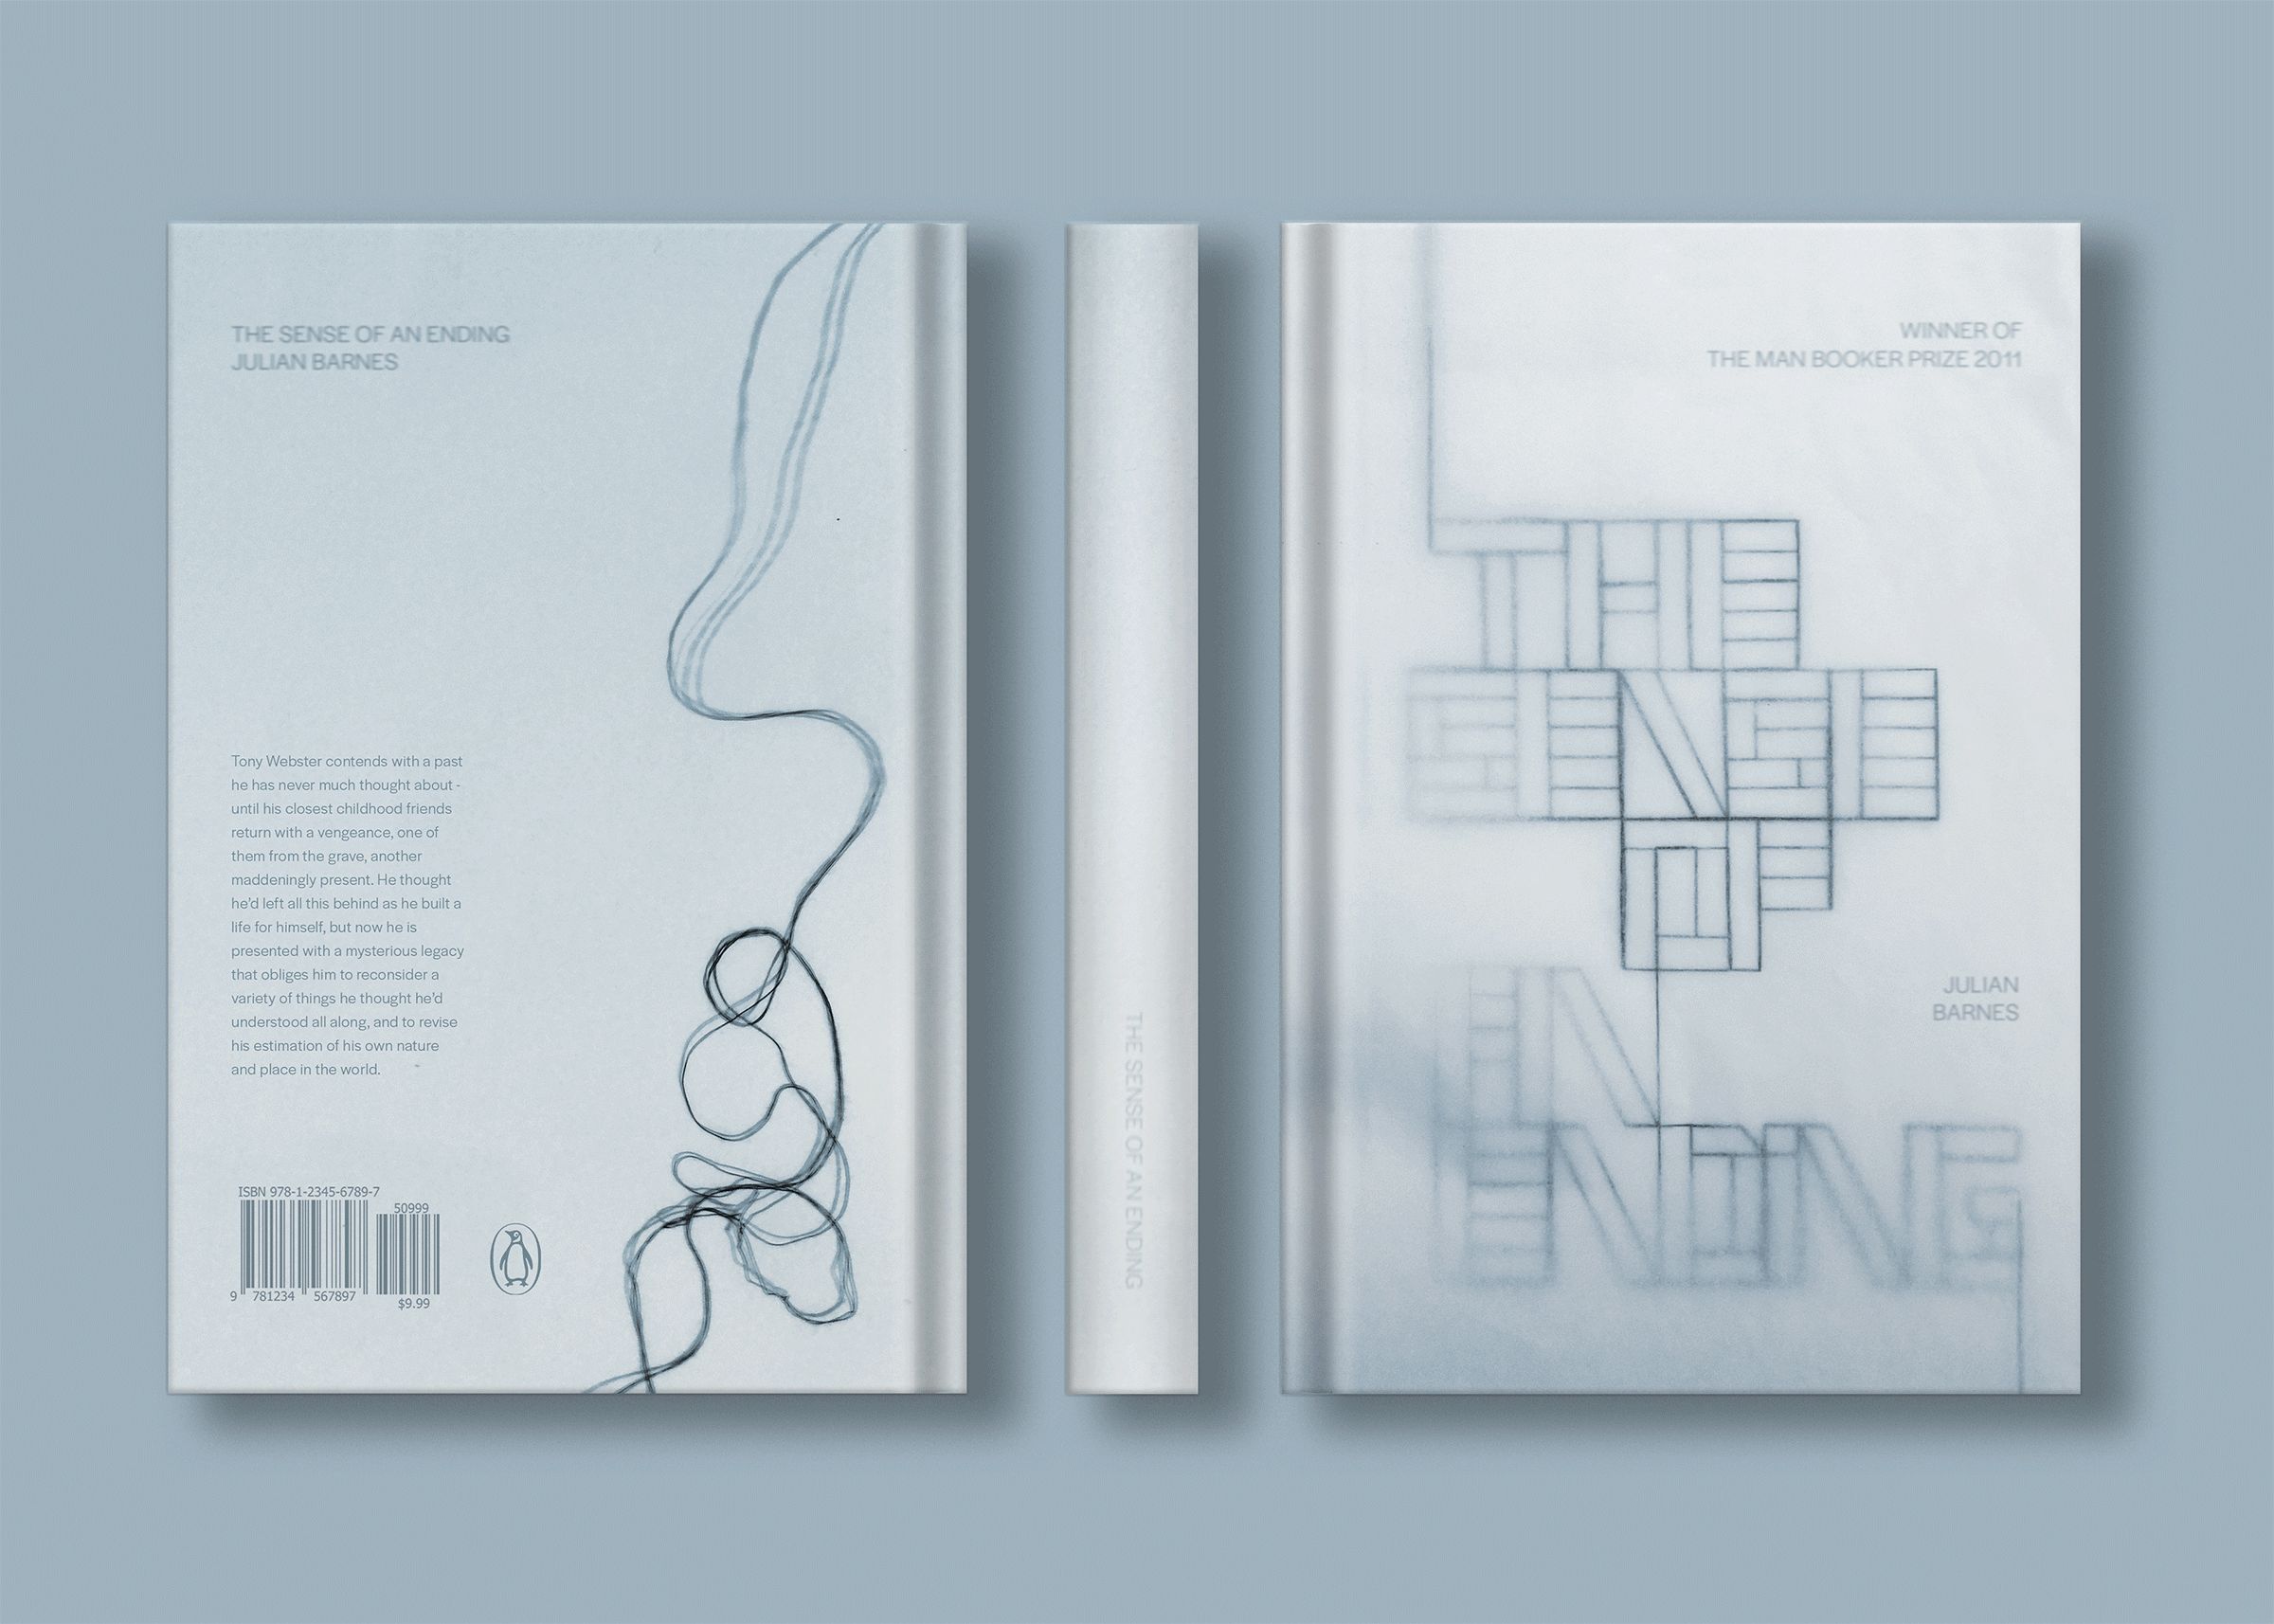 THE SENSE OF AN ENDING
JULIAN BARNES
Tony Webster contends with a past
he has never much thought about -
until his closest childhood friends
return with a vengeance, one of
them from the grave, another
maddeningly present. He thought
he'd left all this behind as he built a
life for himself, but now he is
presented with a mysterious legacy
that obliges him to reconsider a
variety of things he thought he'd
understood all along, and to revise
his estimation of his own nature
and place in the world.
ISBN 978-1-2345-6789-7
50999
9 781234 567897
$9.99
THE SENSE OF AN ENDING
WINNER OF
THE MAN BOOKER PRIZE 2011
THE
SENSE
OF
AN
ENDING
JULIAN
BARNES